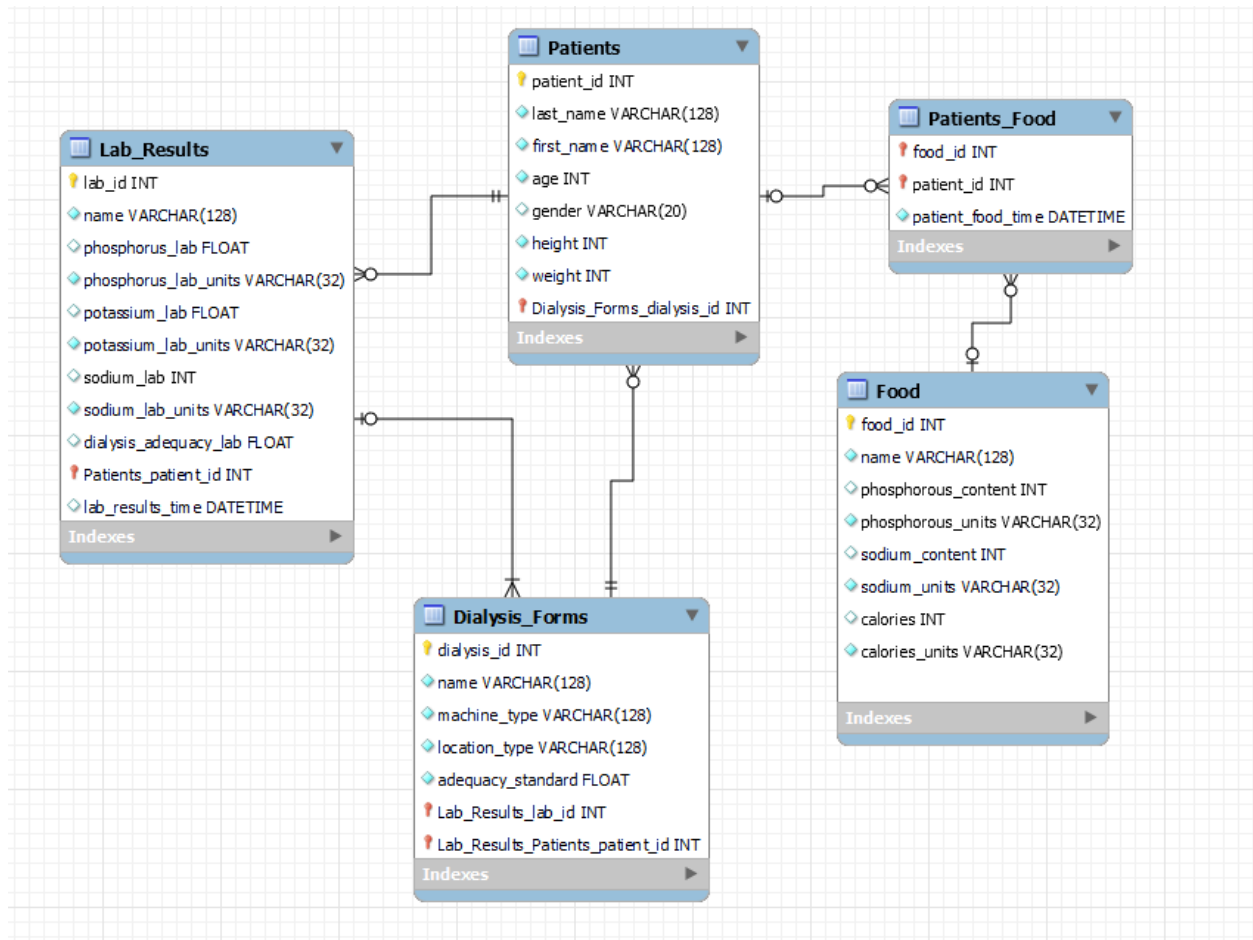 Patients
patient_id INT
last_name VARCHAR(128)
first_name VARCHAR(128)
age INT
gender VARCHAR(20)
height INT
weight INT
Dialysis_Forms_dialysis_id INT
Indexes
Patients_Food
food_id INT
patient_id INT
patient_food_time DATETIME
Indexes
Lab_Results
lab_id INT
name VARCHAR(128)
phosphorus_lab FLOAT
phosphorus_lab_units VARCHAR(32)
potassium_lab FLOAT
potassium_lab_units VARCHAR(32)
sodium_lab INT
sodium_lab_units VARCHAR(32)
dialysis_adequacy_lab FLOAT
Patients_patient_id INT
lab_results_time DATETIME
Indexes
Food
food_id INT
name VARCHAR(128)
phosphorous_content INT
phosphorous_units VARCHAR(32)
sodium_content INT
sodium_units VARCHAR(32)
calories INT
calories_units VARCHAR(32)
Indexes
Dialysis_Forms
dialysis_id INT
name VARCHAR(128)
machine_type VARCHAR(128)
location_type VARCHAR(128)
adequacy_standard FLOAT
Lab_Results_lab_id INT
Lab_Results_Patients_patient_id INT
Indexes